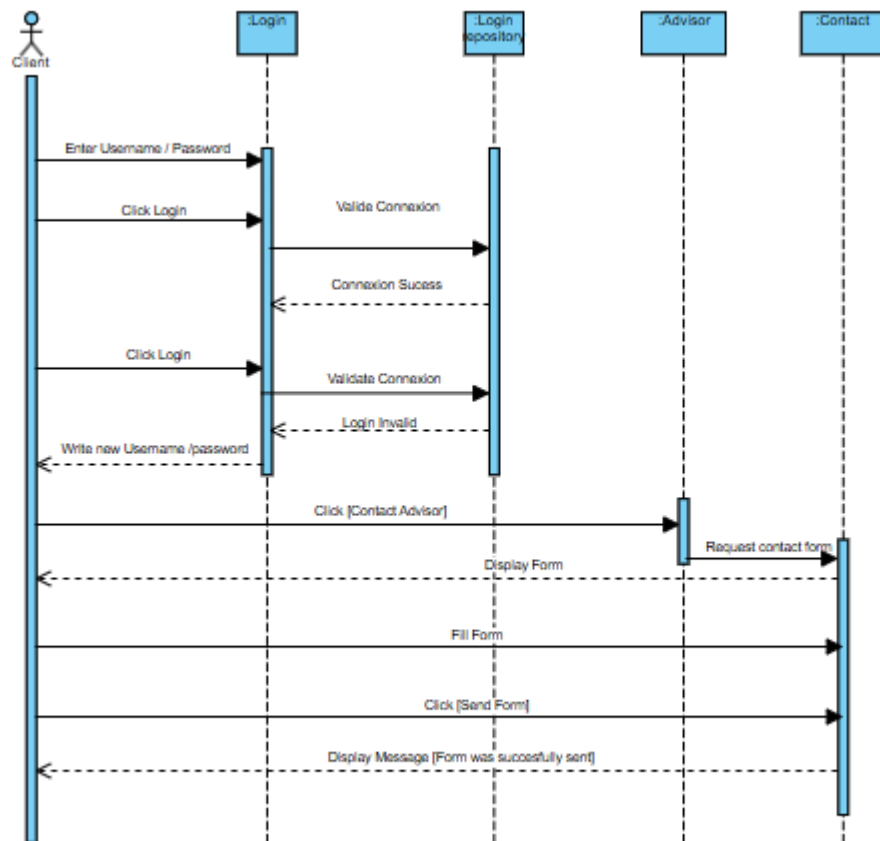 :Login
:Login
repository
:Advisor
:Contact
Client
Enter Username / Password
Click Login
Valide Connexion
Connexion Sucess
Click Login
Validate Connexion
Login Invalid
Write new Username /password
Click [Contact Advisor]
Request contact form
Display Form
Fill Form
Click [Send Form]
Display Message [Form was succesfully sent]